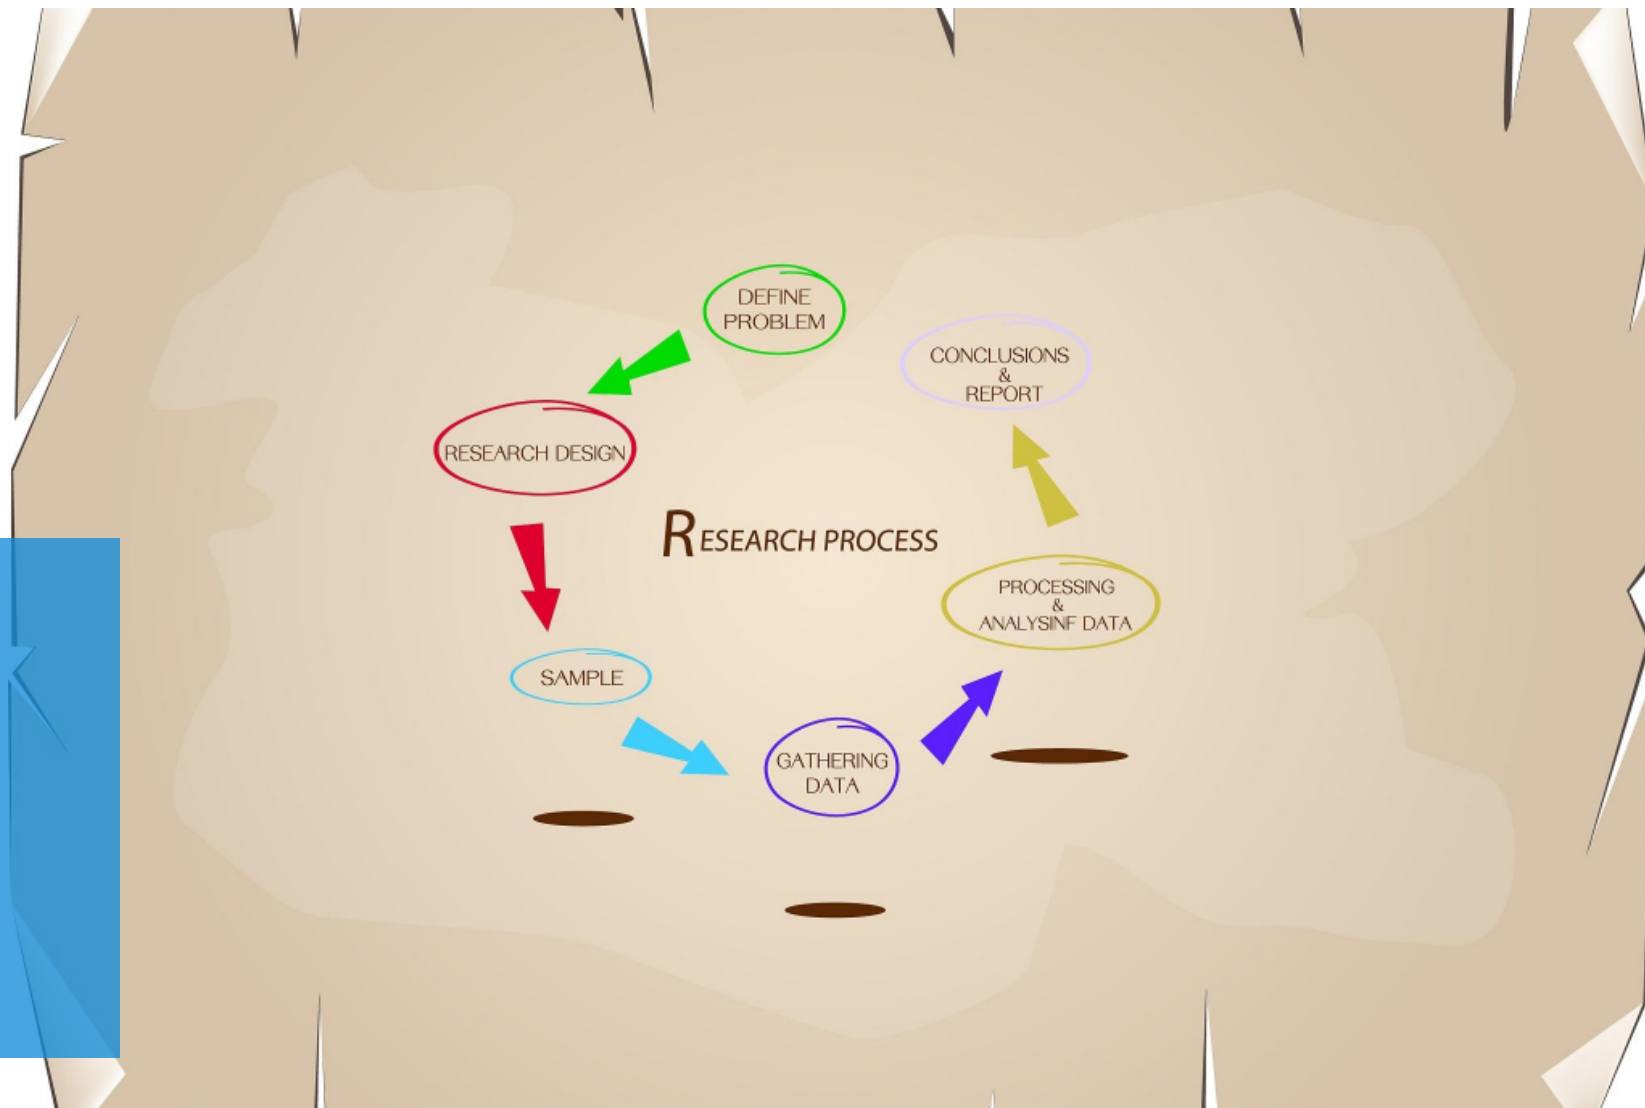 DEFINE
PROBLEM
CONCLUSIONS
&
REPORT
RESEARCH DESIGN
RESEARCH PROCESS
PROCESSING
&
ANALYSINF DATA
SAMPLE
GATHERING
DATA